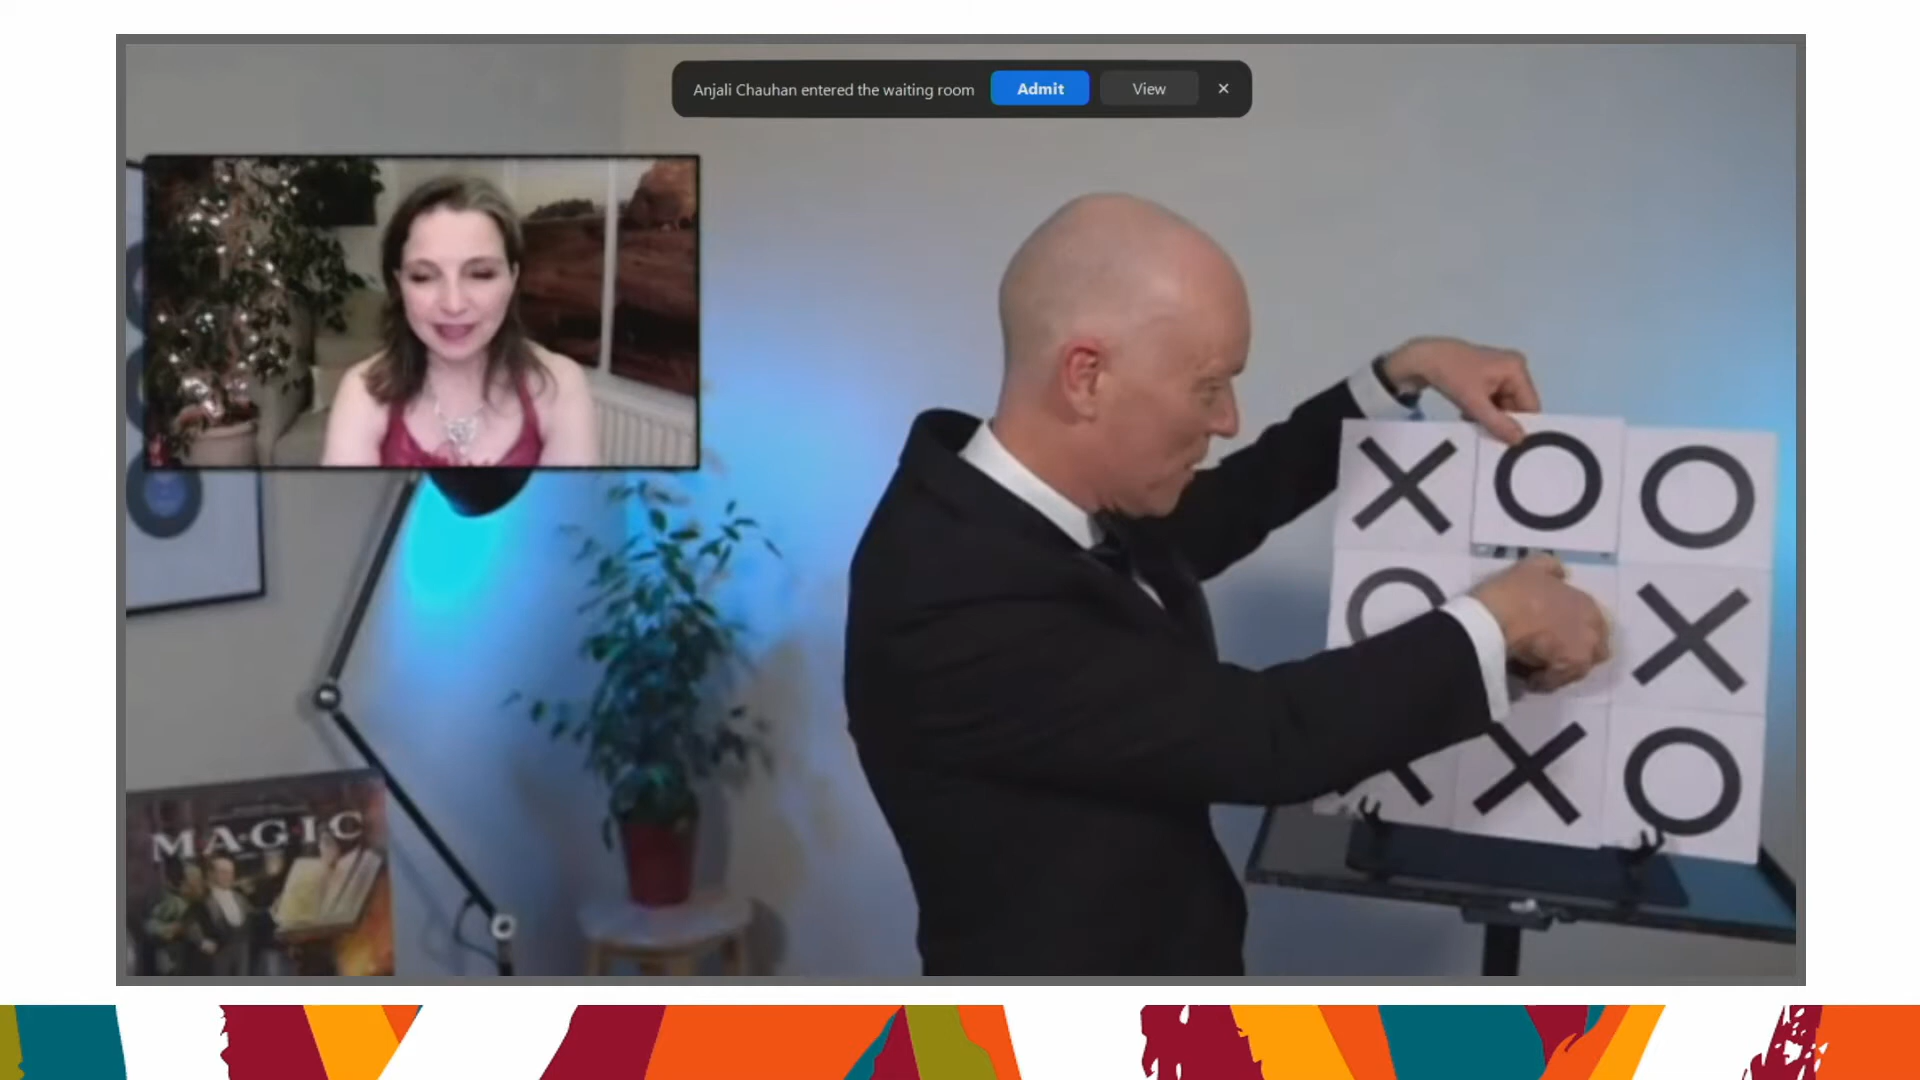 Anjali Chauhan entered the waiting room Admit View ×
X O O
O X
X X O
MAGIC